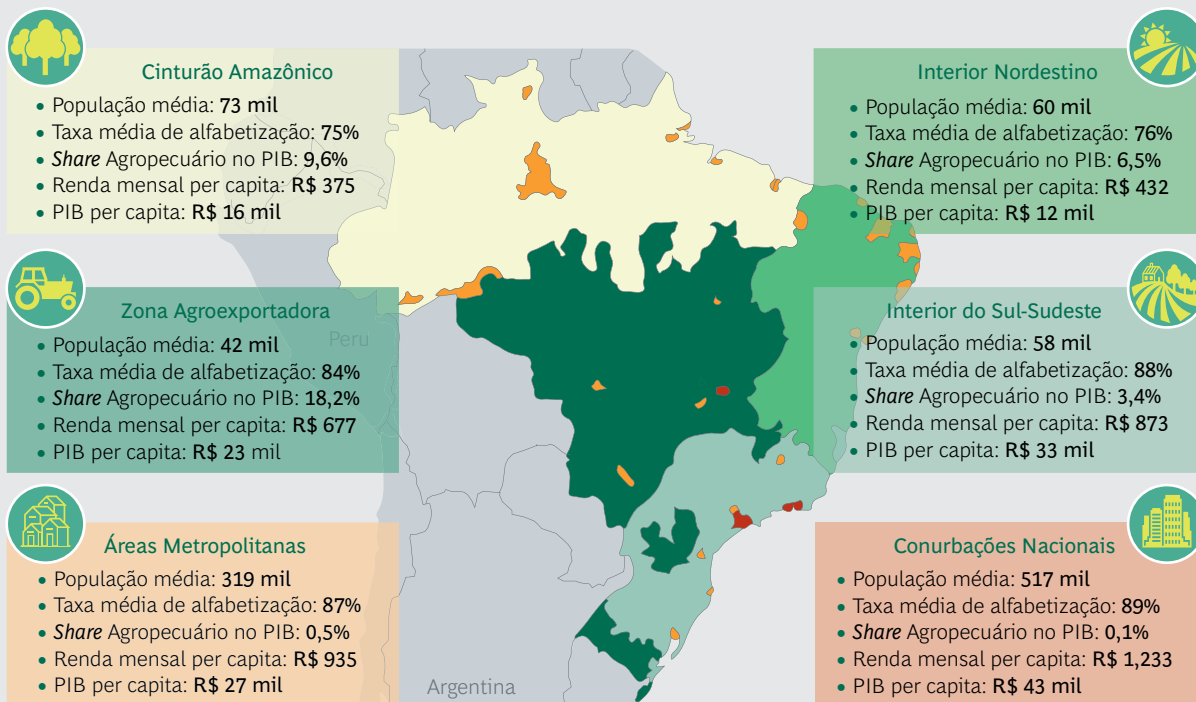 Cinturão Amazônico
• População média: 73 mil
• Taxa média de alfabetização: 75%
• Share Agropecuário no PIB: 9,6%
• Renda mensal per capita: R$ 375
• PIB per capita: R$ 16 mil
Interior Nordestino
• População média: 60 mil
• Taxa média de alfabetização: 76%
• Share Agropecuário no PIB: 6,5%
• Renda mensal per capita: R$ 432
• PIB per capita: R$ 12 mil
Zona Agroexportadora
Peru
• População média: 42 mil
• Taxa média de alfabetização: 84%
• Share Agropecuário no PIB: 18,2%
• Renda mensal per capita: R$ 677
• PIB per capita: R$ 23 mil
Interior do Sul-Sudeste
• População média: 58 mil
• Taxa média de alfabetização: 88%
• Share Agropecuário no PIB: 3,4%
• Renda mensal per capita: R$ 873
• PIB per capita: R$ 33 mil
Áreas Metropolitanas
• População média: 319 mil
• Taxa média de alfabetização: 87%
• Share Agropecuário no PIB: 0,5%
• Renda mensal per capita: R$ 935
• PIB per capita: R$ 27 mil
Argentina
Conurbações Nacionais
• População média: 517 mil
• Taxa média de alfabetização: 89%
• Share Agropecuário no PIB: 0,1%
• Renda mensal per capita: R$ 1,233
• PIB per capita: R$ 43 mil